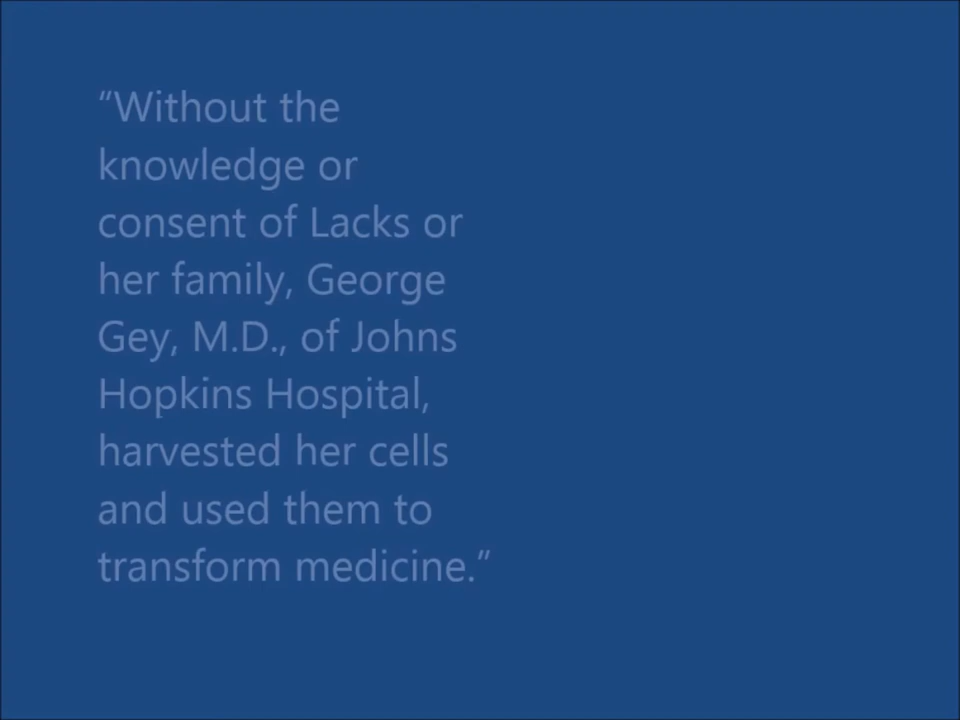 “Without the
knowledge or
consent of Lacks or
her family, George
Gey, M.D., of Johns
Hopkins Hospital,
harvested her cells
and used them to
transform medicine.”